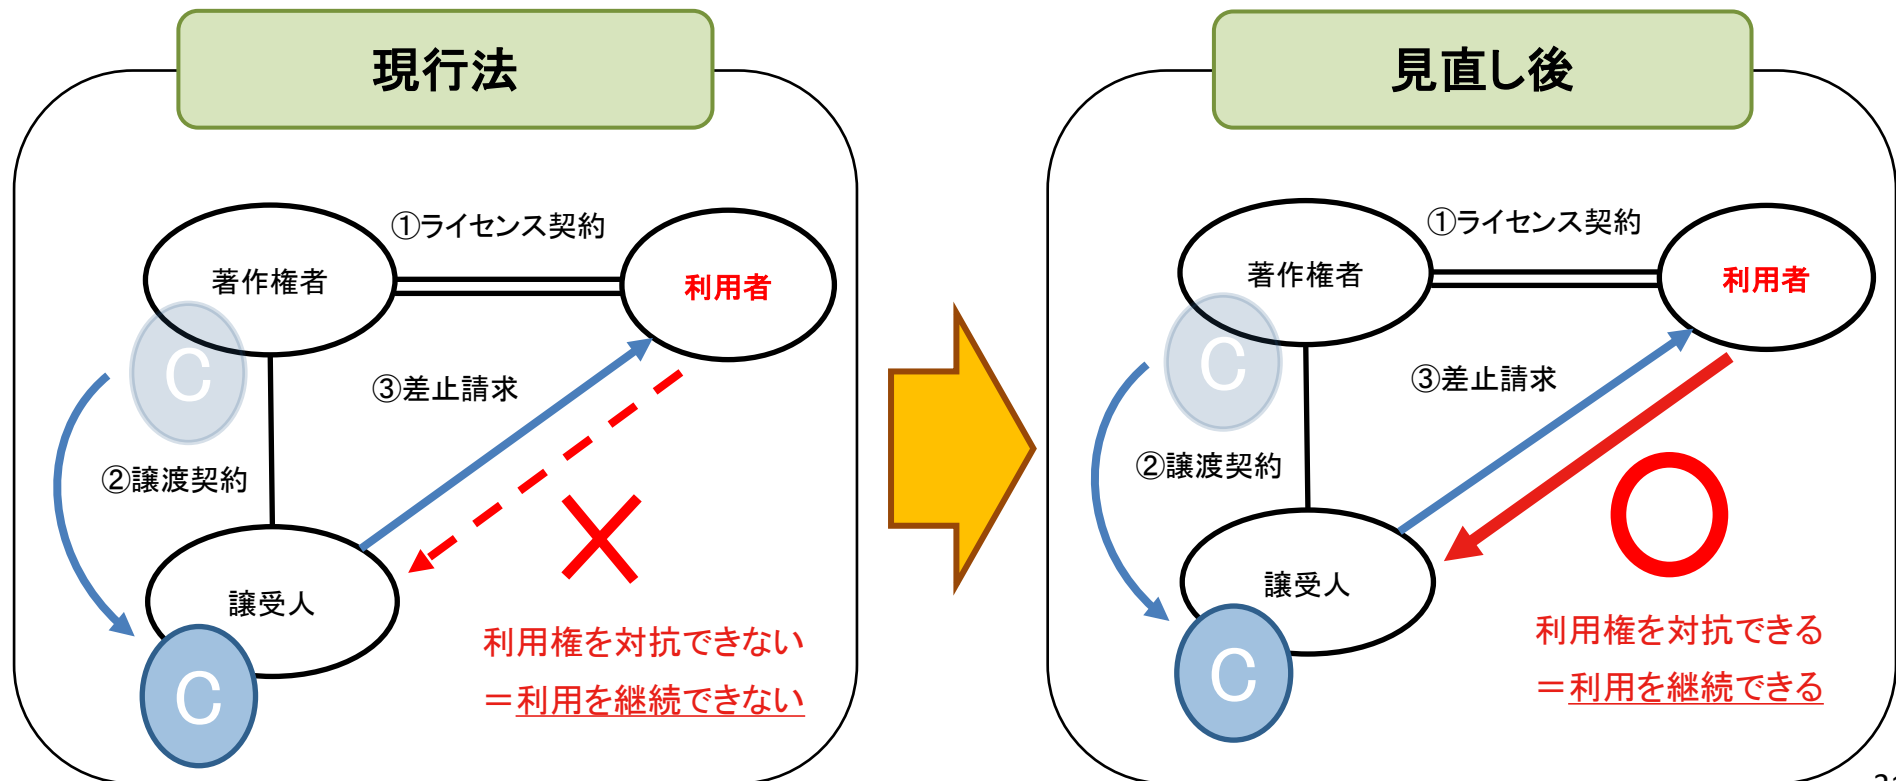 現行法
①ライセンス契約
著作権者
利用者
C
③差止請求
②譲渡契約
譲受人
C
利用権を対抗できない
＝利用を継続できない
見直し後
①ライセンス契約
著作権者
利用者
C
③差止請求
②譲渡契約
譲受人
C
利用権を対抗できる
＝利用を継続できる